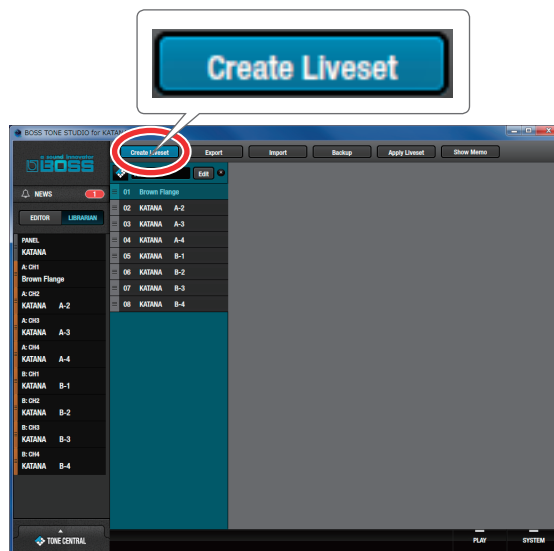 Create Liveset
BOSS TONE STUDIO for KATAN
a sound innovator
BOSS
Create Liveset
Export
Import
Backup
Apply Liveset
Show Memo
NEWS
1
EDITOR
LIBRARIAN
Edit
PANEL
KATANA
A: CH1
Brown Flange
A: CH2
KATANA A-2
A: CH3
KATANA A-3
A: CH4
KATANA A-4
B: CH1
KATANA B-1
B: CH2
KATANA B-2
B: CH3
KATANA B-3
B: CH4
KATANA B-4
01 Brown Flange
02 KATANA A-2
03 KATANA A-3
04 KATANA A-4
05 KATANA B-1
06 KATANA B-2
07 KATANA B-3
08 KATANA B-4
TONE CENTRAL
PLAY
SYSTEM